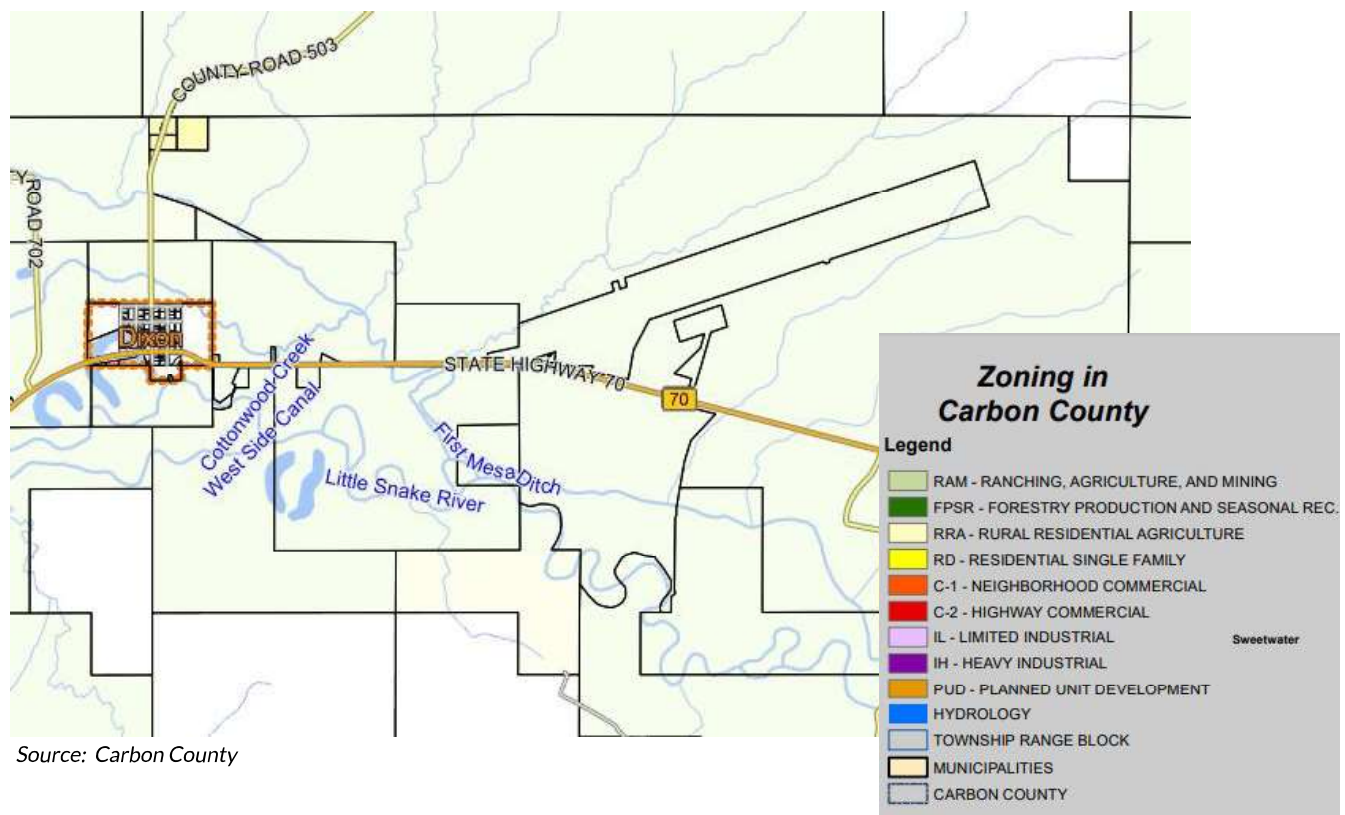 COUNTY ROAD 503
Y ROAD 702
Dixon
Cottonwood Creek
West Side Canal
STATE HIGHWAY 70
70
First Mesa Ditch
Little Snake River
Zoning in
Carbon County
Legend
RAM - RANCHING, AGRICULTURE, AND MINING
FPSR - FORESTRY PRODUCTION AND SEASONAL REC.
RRA - RURAL RESIDENTIAL AGRICULTURE
RD - RESIDENTIAL SINGLE FAMILY
C-1 - NEIGHBORHOOD COMMERCIAL
C-2 - HIGHWAY COMMERCIAL
IL - LIMITED INDUSTRIAL
Sweetwater
IH - HEAVY INDUSTRIAL
PUD - PLANNED UNIT DEVELOPMENT
HYDROLOGY
TOWNSHIP RANGE BLOCK
MUNICIPALITIES
CARBON COUNTY
Source: Carbon County